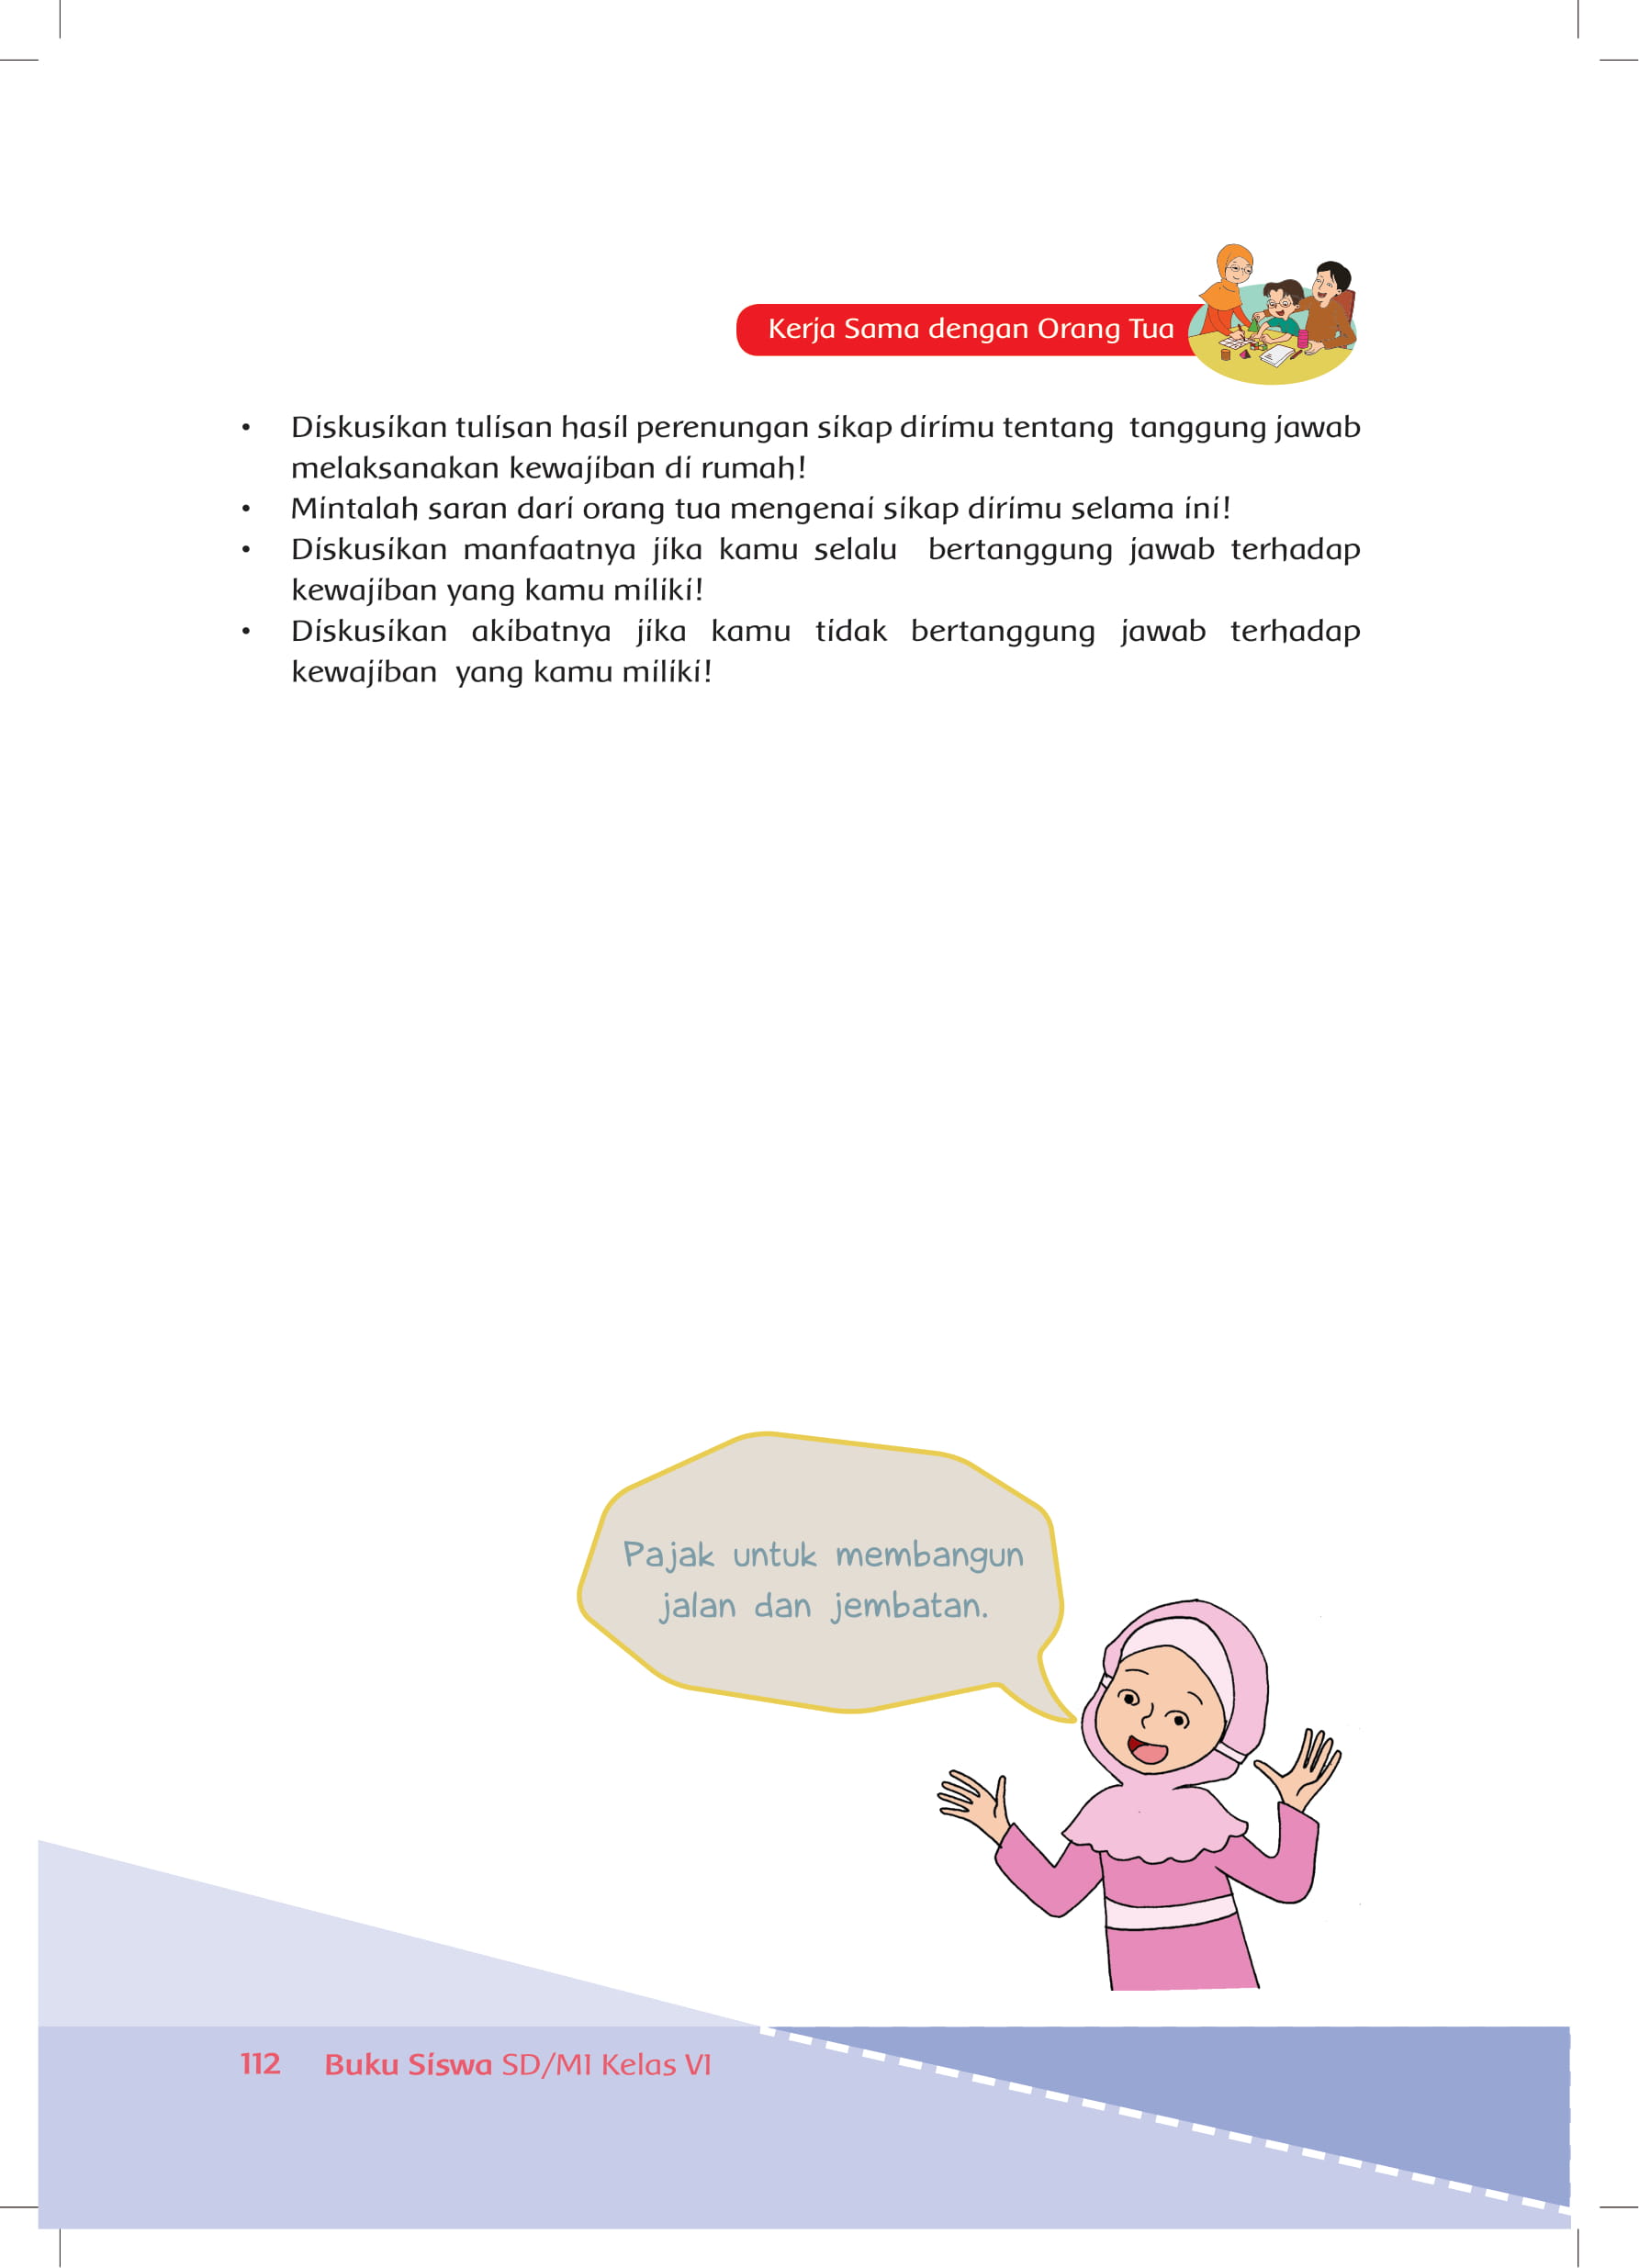 Kerja Sama dengan Orang Tua
• Diskusikan tulisan hasil perenungan sikap dirimu tentang tanggung jawab
melaksanakan kewajiban di rumah!
• Mintalah saran dari orang tua mengenai sikap dirimu selama ini!
• Diskusikan manfaatnya jika kamu selalu bertanggung jawab terhadap
kewajiban yang kamu miliki!
• Diskusikan akibatnya jika kamu tidak bertanggung jawab terhadap
kewajiban yang kamu miliki!
Pajak untuk membangun
jalan dan jembatan.
112 Buku Siswa SD/MI Kelas VI